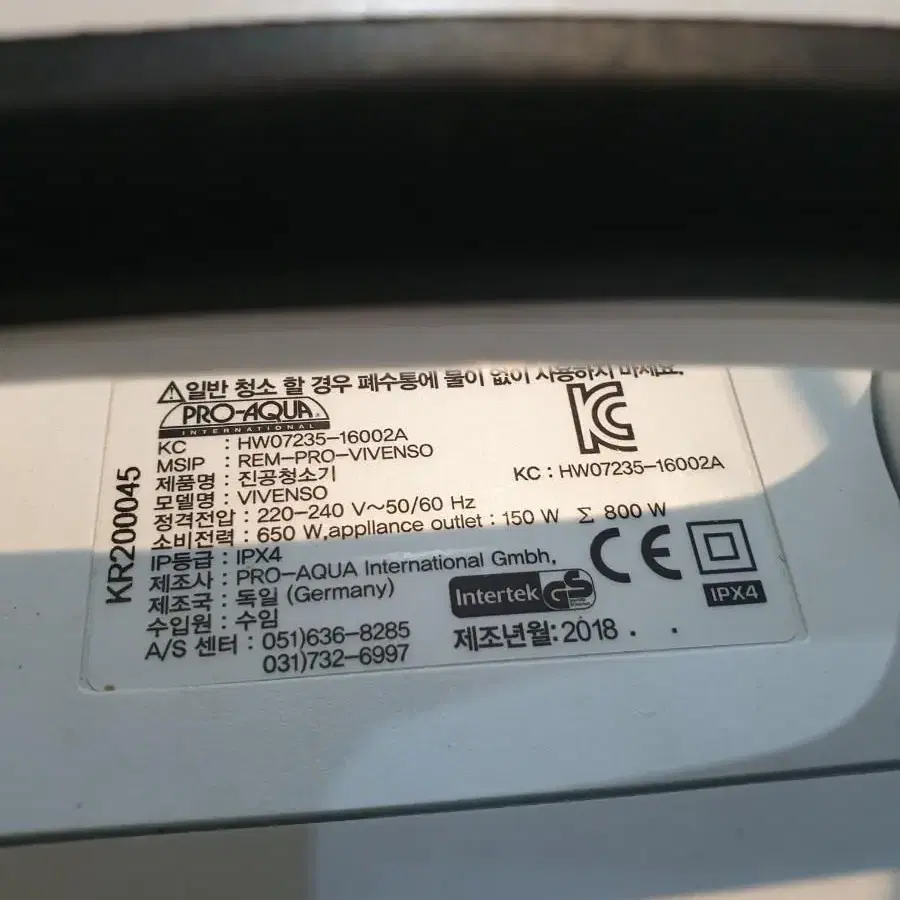 ⚠일반 청소 할 경우 폐수통에 물이 없이 사용하지 마세요.
PRO-AQUA
INTERNATIONAL
KC : HW07235-16002A
MSIP : REM-PRO-VIVENSO
제품명 : 진공청소기
모델명 : VIVENSO
정격전압 : 220-240 V~50/60 Hz
소비전력 : 650 W,appliance outlet : 150 W Σ 800 W
IP등급 : IPX4
제조사 : PRO-AQUA International Gmbh,
제조국 : 독일 (Germany)
수입원 : 수임
A/S 센터 : 051)636-8285
031)732-6997
KR200045
KC
KC : HW07235-16002A
CE
IPX4
Intertek GS
제조년월: 2018 . .